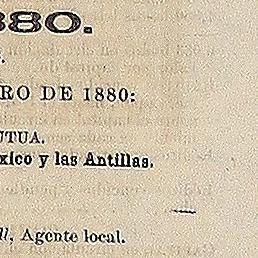 880.
RO DE 1880:
UTUA.
xico y las Antillas.
ll, Agente local.